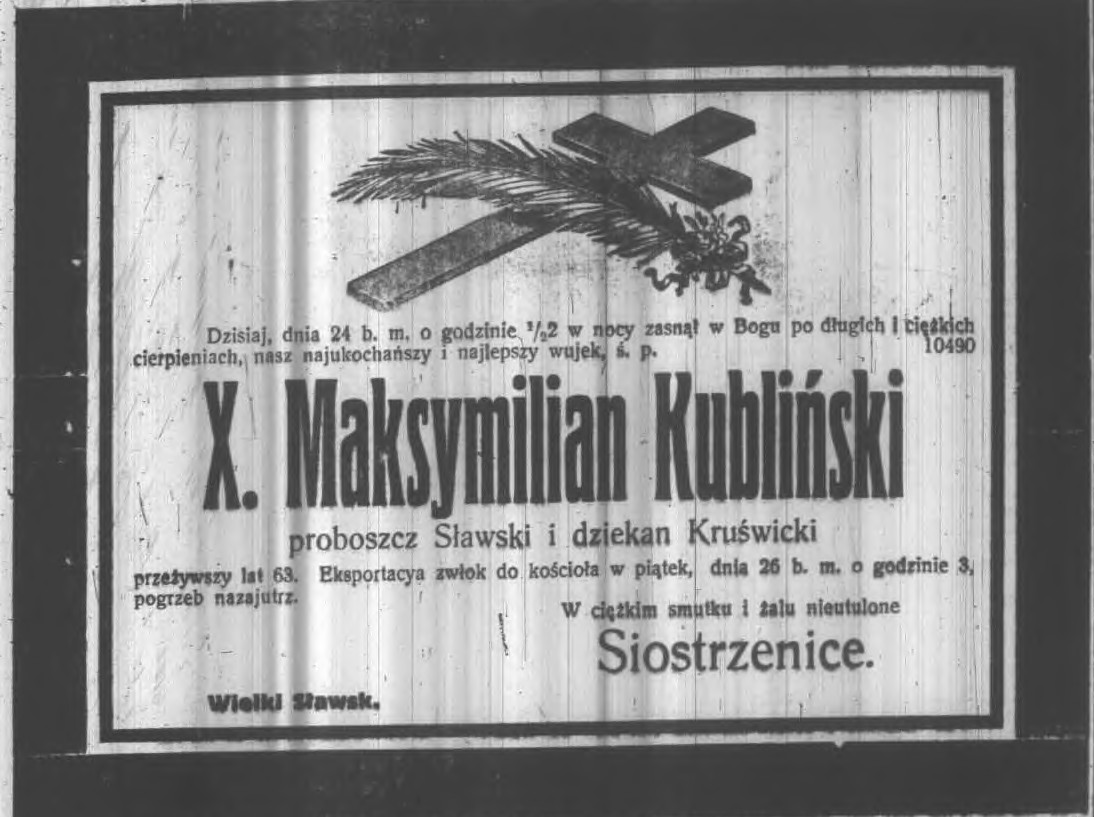 Dzisiaj, dnia 24 b. m. o godzinie ½2 w nocy zasnął w Bogu po długich i ciężkich
cierpieniach, nasz najukochańszy i najlepszy wujek, ś. p. 10490
X. Maksymilian Kubliński
proboszcz Sławski i dziekan Kruświcki
przeżywszy lat 63. Eksportacya zwłok do kościoła w piątek, dnia 26 b. m. o godzinie 3,
pogrzeb nazajutrz.
W ciężkim smutku i żalu nieutulone
Siostrzenice.
Wielki Sławsk.